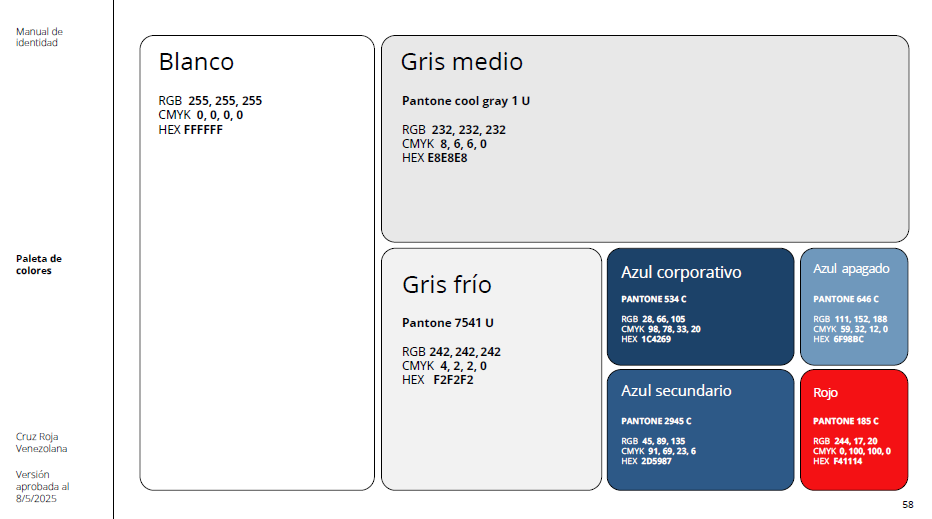 Manual de
identidad
Paleta de
colores
Cruz Roja
Venezolana
Versión
aprobada al
8/5/2025
Blanco
RGB 255, 255, 255
CMYK 0, 0, 0, 0
HEX FFFFFF
Gris medio
Pantone cool gray 1 U
RGB 232, 232, 232
CMYK 8, 6, 6, 0
HEX E8E8E8
Gris frío
Pantone 7541 U
RGB 242, 242, 242
CMYK 4, 2, 2, 0
HEX F2F2F2
Azul corporativo
PANTONE 534 C
RGB 28, 66, 105
CMYK 98, 78, 33, 20
HEX 1C4269
Azul apagado
PANTONE 646 C
RGB 111, 152, 188
CMYK 59, 32, 12, 0
HEX 6F98BC
Azul secundario
PANTONE 2945 C
RGB 45, 89, 135
CMYK 91, 69, 23, 6
HEX 2D5987
Rojo
PANTONE 185 C
RGB 244, 17, 20
CMYK 0, 100, 100, 0
HEX F41114
58